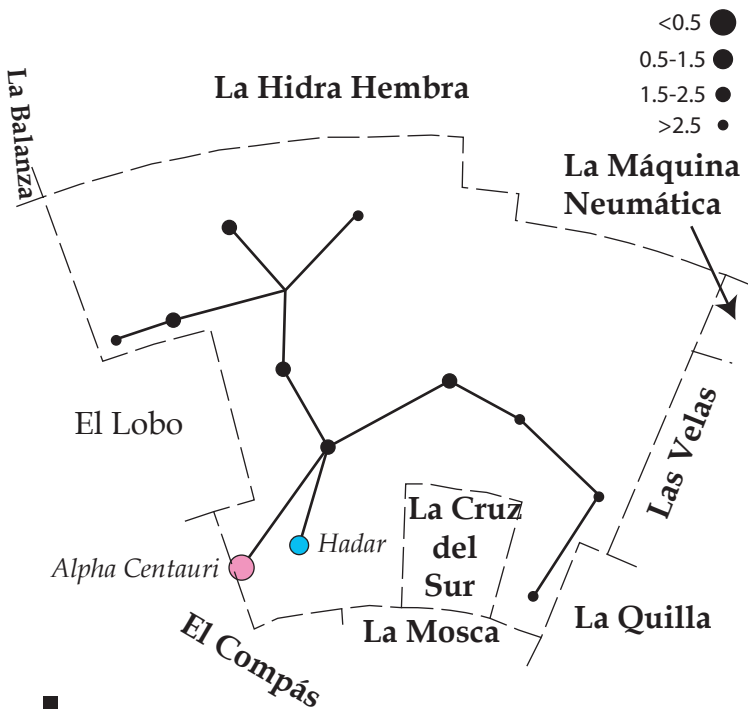 <0.5
0.5-1.5
1.5-2.5
>2.5
La Hidra Hembra
La Balanza
La Máquina
Neumática
El Lobo
Las Velas
La Cruz
del
Sur
Hadar
Alpha Centauri
La Quilla
La Mosca
El Compás